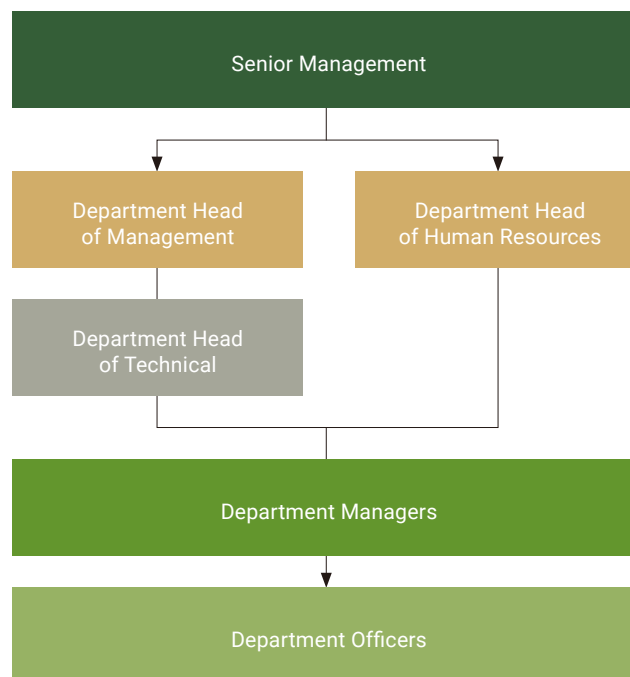 Senior Management
Department Head
of Management
Department Head
of Human Resources
Department Head
of Technical
Department Managers
Department Officers